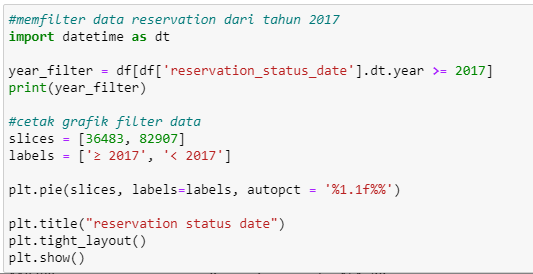 #memfilter data reservation dari tahun 2017
import datetime as dt
year_filter = df[df['reservation_status_date'].dt.year >= 2017]
print(year_filter)
#cetak grafik filter data
slices = [36483, 82907]
labels = ['≥ 2017', '< 2017']
plt.pie(slices, labels=labels, autopct = '%1.1f%%')
plt.title("reservation status date")
plt.tight_layout()
plt.show()